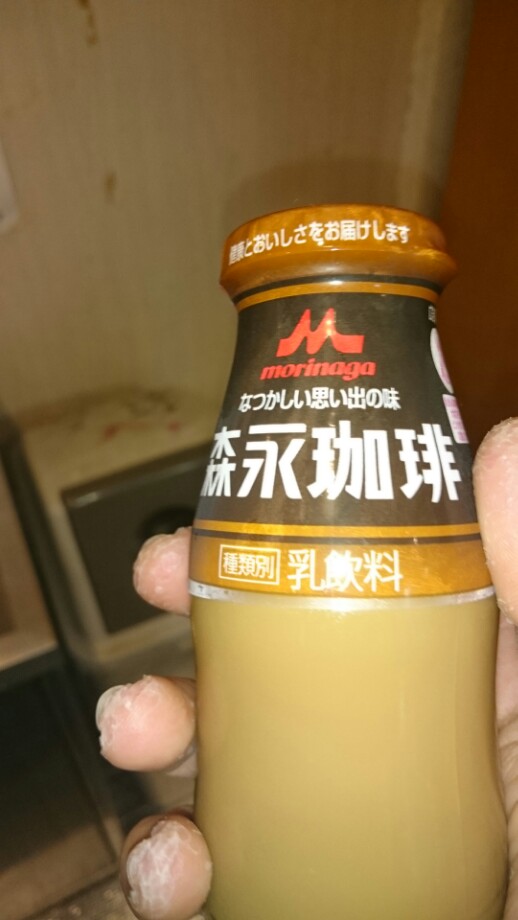 健康とおいしさをお届けします
morinaga
なつかしい思い出の味
森永珈琲
種類別 乳飲料